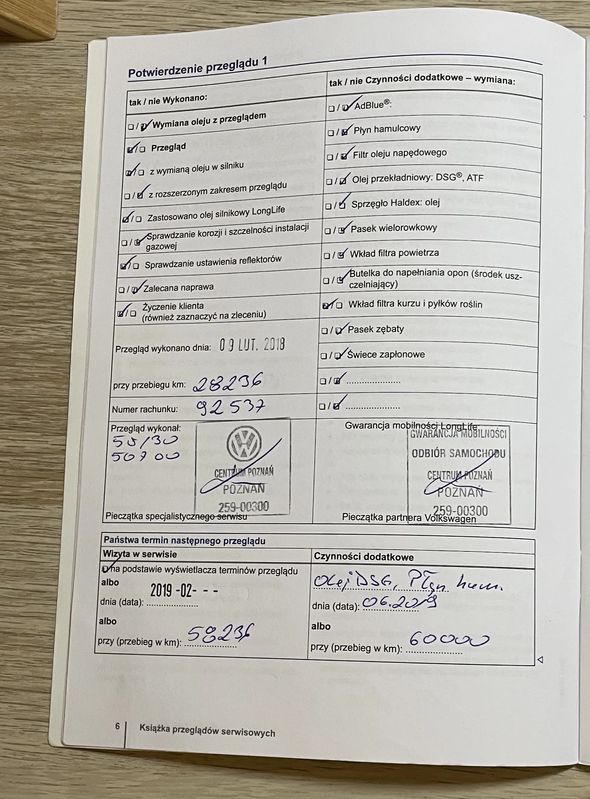 Potwierdzenie przeglądu 1
tak / nie Wykonano:
Wymiana oleju z przeglądem
Przegląd
z wymianą oleju w silniku
z rozszerzonym zakresem przeglądu
Zastosowano olej silnikowy LongLife
Sprawdzanie korozji i szczelności instalacji
gazowej
Sprawdzanie ustawienia reflektorów
Zalecana naprawa
Życzenie klienta
(również zaznaczyć na zleceniu)
Przegląd wykonano dnia: 09 LUT. 2018
przy przebiegu km: 28236
Numer rachunku: 92537
Przegląd wykonał:
50700
CENTRUM POZNAŃ
POZNAŃ
259-00300
Pieczątka specjalistycznego serwisu
tak / nie Czynności dodatkowe – wymiana:
AdBlue®:
Płyn hamulcowy
Filtr oleju napędowego
Olej przekładniowy: DSG®, ATF
Sprzęgło Haldex: olej
Pasek wielorowkowy
Wkład filtra powietrza
Butelka do napełniania opon (środek usz-
czelniający)
Wkład filtra kurzu i pyłków roślin
Pasek zębaty
Świece zapłonowe
Gwarancja mobilności LongLife:
GWARANCJA MOBILNOŚCI
ODBIÓR SAMOCHODU
CENTRUM POZNAŃ
POZNAŃ
259-00300
Pieczątka partnera Volkswagen
Państwa termin następnego przeglądu
Wizyta w serwisie
na podstawie wyświetlacza terminów przeglądu
albo
2019 -02- - -
dnia (data):
albo
przy (przebieg w km): 58236
Czynności dodatkowe
Olej DSG, Płyn ham.
dnia (data): 06.2019
albo
przy (przebieg w km): 60000
6 Książka przeglądów serwisowych